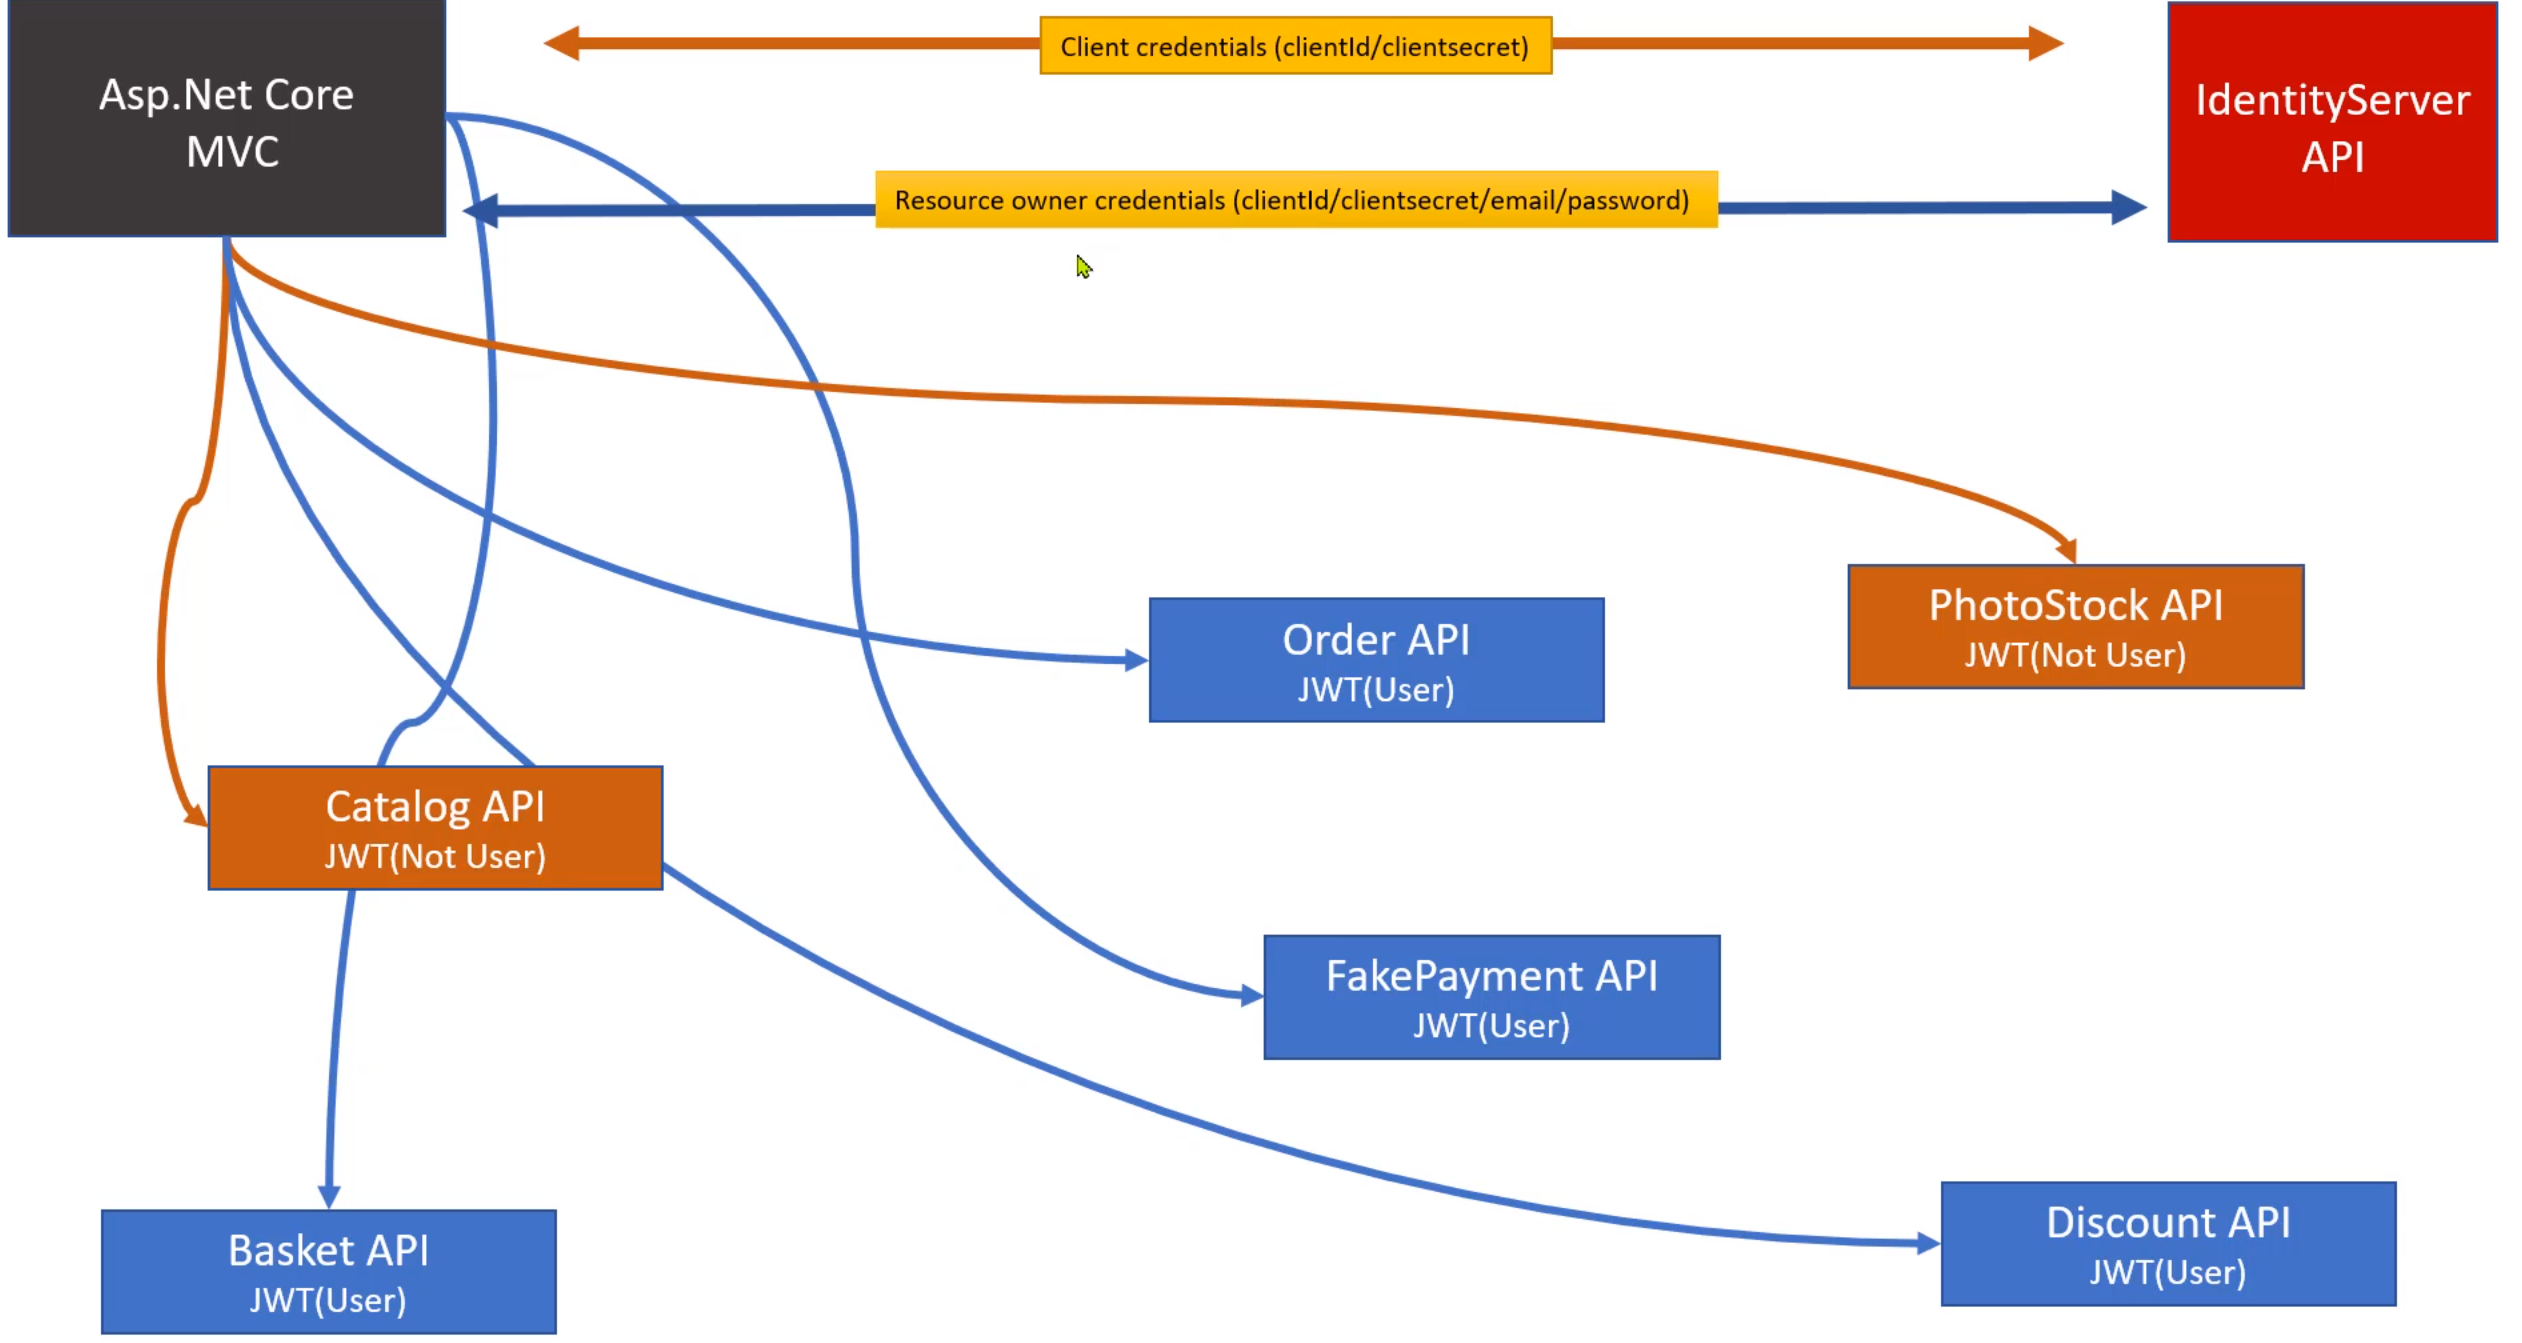 Asp.Net Core
MVC
Client credentials (clientId/clientsecret)
IdentityServer
API
Resource owner credentials (clientId/clientsecret/email/password)
PhotoStock API
JWT(Not User)
Order API
JWT(User)
Catalog API
JWT(Not User)
FakePayment API
JWT(User)
Basket API
JWT(User)
Discount API
JWT(User)